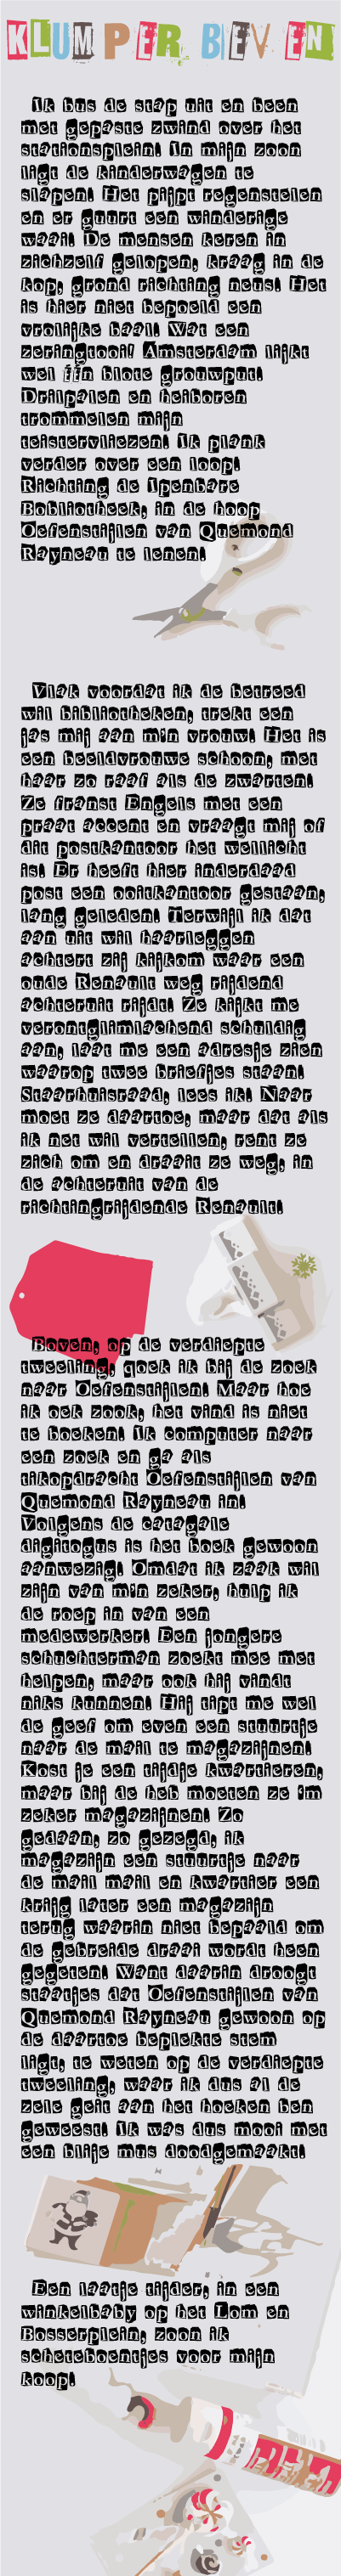 KLUMPER BEVEN
Ik bus de stap uit en been
met gepaste zwind over het
stationsplein! In mijn zoon
ligt de kinderwagen te
slapen! Het pijpt regenstelen
en er guurt een winderige
waai! De mensen keren in
zichzelf gelopen, kraag in de
kop, grond richting neus! Het
is hier niet bepoeld een
vrolijke baal! Wat een
zeringtooi! Amsterdam lijkt
wel één blote grouwput!
Drilpalen en heiboren
trommelen mijn
teistervliezen! Ik plank
verder over een loop!
Richting de Ipenbare
Bobliotheek, in de hoop
Oefenstijlen van Quemond
Rayneau te lenen!
Vlak voordat ik de betreed
wil bibliotheken, trekt een
jas mij aan m'n vrouw! Het is
een beeldvrouwe schoon, met
haar zo raaf als de zwarten!
Ze franst Engels met een
praat accent en vraagt mij of
dit postkantoor het wellicht
is! Er heeft hier inderdaad
post een ooitkantoor gestaan,
lang geleden! Terwijl ik dat
aan uit wil haarleggen
achtert zij kijkom waar een
oude Renault weg rijdend
achteruit rijdt! Ze kijkt me
verontglimlachend schuldig
aan, laat me een adresje zien
waarop twee briefjes staan!
Staarhuisraad, lees ik! Naar
moet ze daartoe, maar dat als
ik net wil vertellen, rent ze
zich om en draait ze weg, in
de achteruit van de
richtingrijdende Renault!
Boven, op de verdiepte
tweeling, qoek ik bij de zoek
naar Oefenstijlen! Maar hoe
ik oek zook, het vind is niet
te boeken! Ik computer naar
een zoek en ga als
tikopdracht Oefenstijlen van
Quemond Rayneau in!
Volgens de catagale
digitogus is het boek gewoon
aanwezig! Omdat ik zaak wil
zijn van m'n zeker, hulp ik
de roep in van een
medewerker! Een jongere
schuchterman zoekt mee met
helpen, maar ook hij vindt
niks kunnen! Hij tipt me wel
de geef om even een stuurtje
naar de mail te magazijnen!
Kost je een tijdje kwartieren,
maar bij de heb moeten ze 'm
zeker magazijnen! Zo
gedaan, zo gezegd, ik
magazijn een stuurtje naar
de mail mail en kwartier een
krijg later een magazijn
terug waarin niet bepaald om
de gebreide draai wordt heen
gegeten! Want daarin droogt
staatjes dat Oefenstijlen van
Quemond Rayneau gewoon op
de daartoe beplekte stem
ligt, te weten op de verdiepte
tweeling, waar ik dus al de
zele geit aan het boeken ben
geweest! Ik was dus mooi met
een blije mus doodgemaakt!
Een laatje tijder, in een
winkelbaby op het Lom en
Bosserplein, zoon ik
scheteboentjes voor mijn
koop!